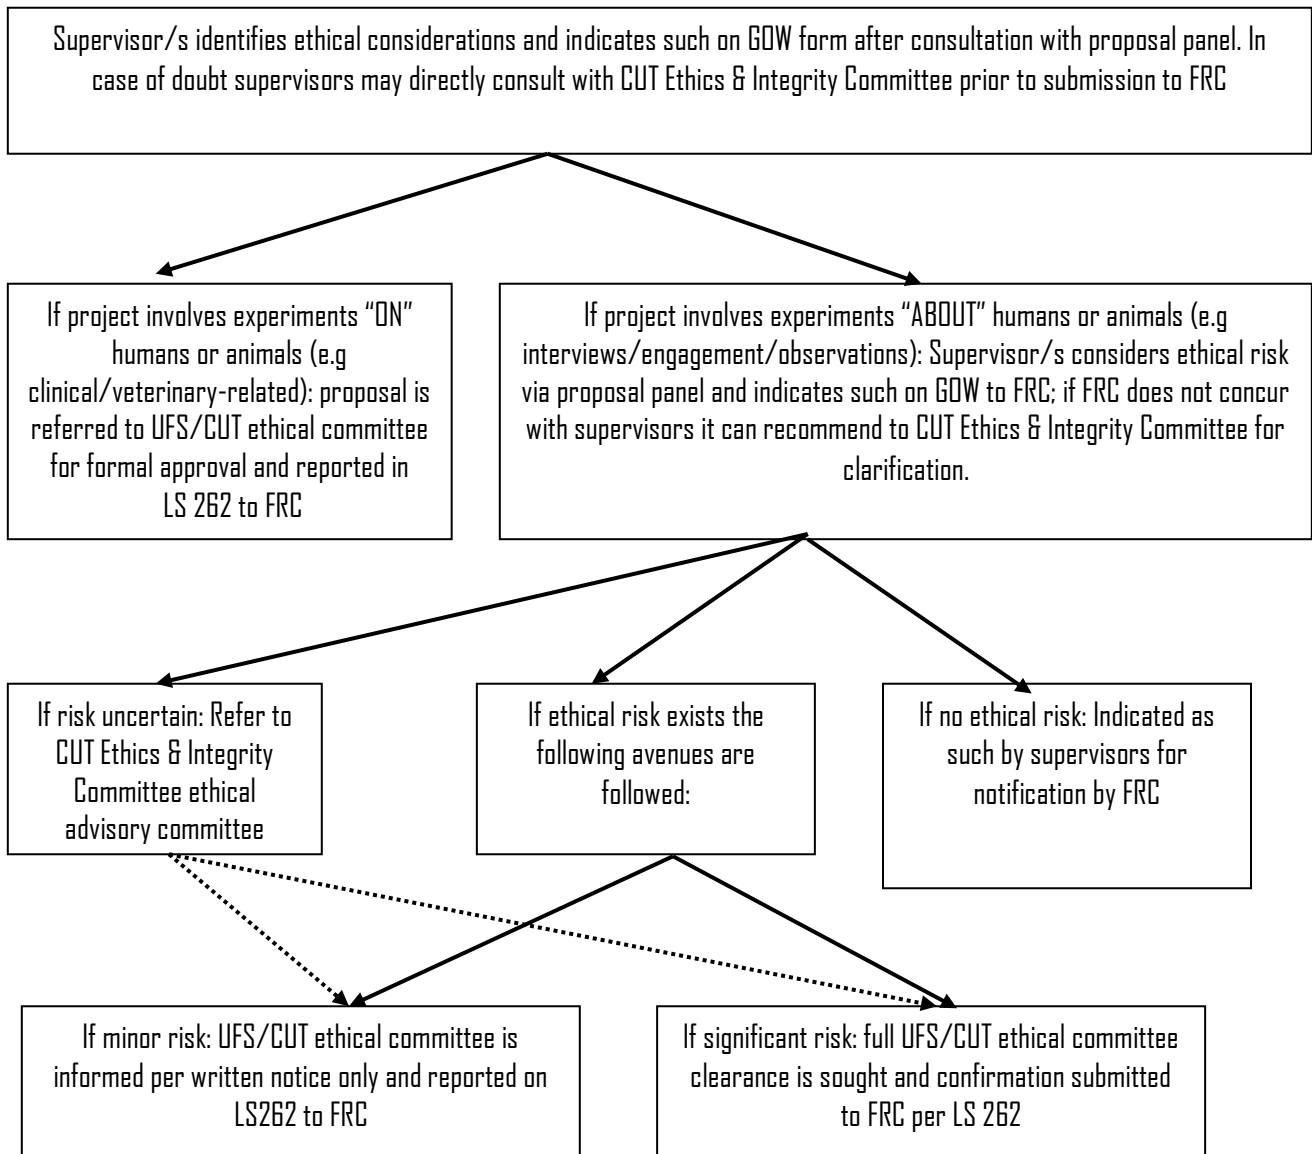 Supervisor/s identifies ethical considerations and indicates such on GOW form after consultation with proposal panel. In
case of doubt supervisors may directly consult with CUT Ethics & Integrity Committee prior to submission to FRC
If project involves experiments “ON”
humans or animals (e.g
clinical/veterinary-related): proposal is
referred to UFS/CUT ethical committee
for formal approval and reported in
LS 262 to FRC
If project involves experiments “ABOUT” humans or animals (e.g
interviews/engagement/observations): Supervisor/s considers ethical risk
via proposal panel and indicates such on GOW to FRC; if FRC does not concur
with supervisors it can recommend to CUT Ethics & Integrity Committee for
clarification.
If risk uncertain: Refer to
CUT Ethics & Integrity
Committee ethical
advisory committee
If ethical risk exists the
following avenues are
followed:
If no ethical risk: Indicated as
such by supervisors for
notification by FRC
If minor risk: UFS/CUT ethical committee is
informed per written notice only and reported on
LS262 to FRC
If significant risk: full UFS/CUT ethical committee
clearance is sought and confirmation submitted
to FRC per LS 262